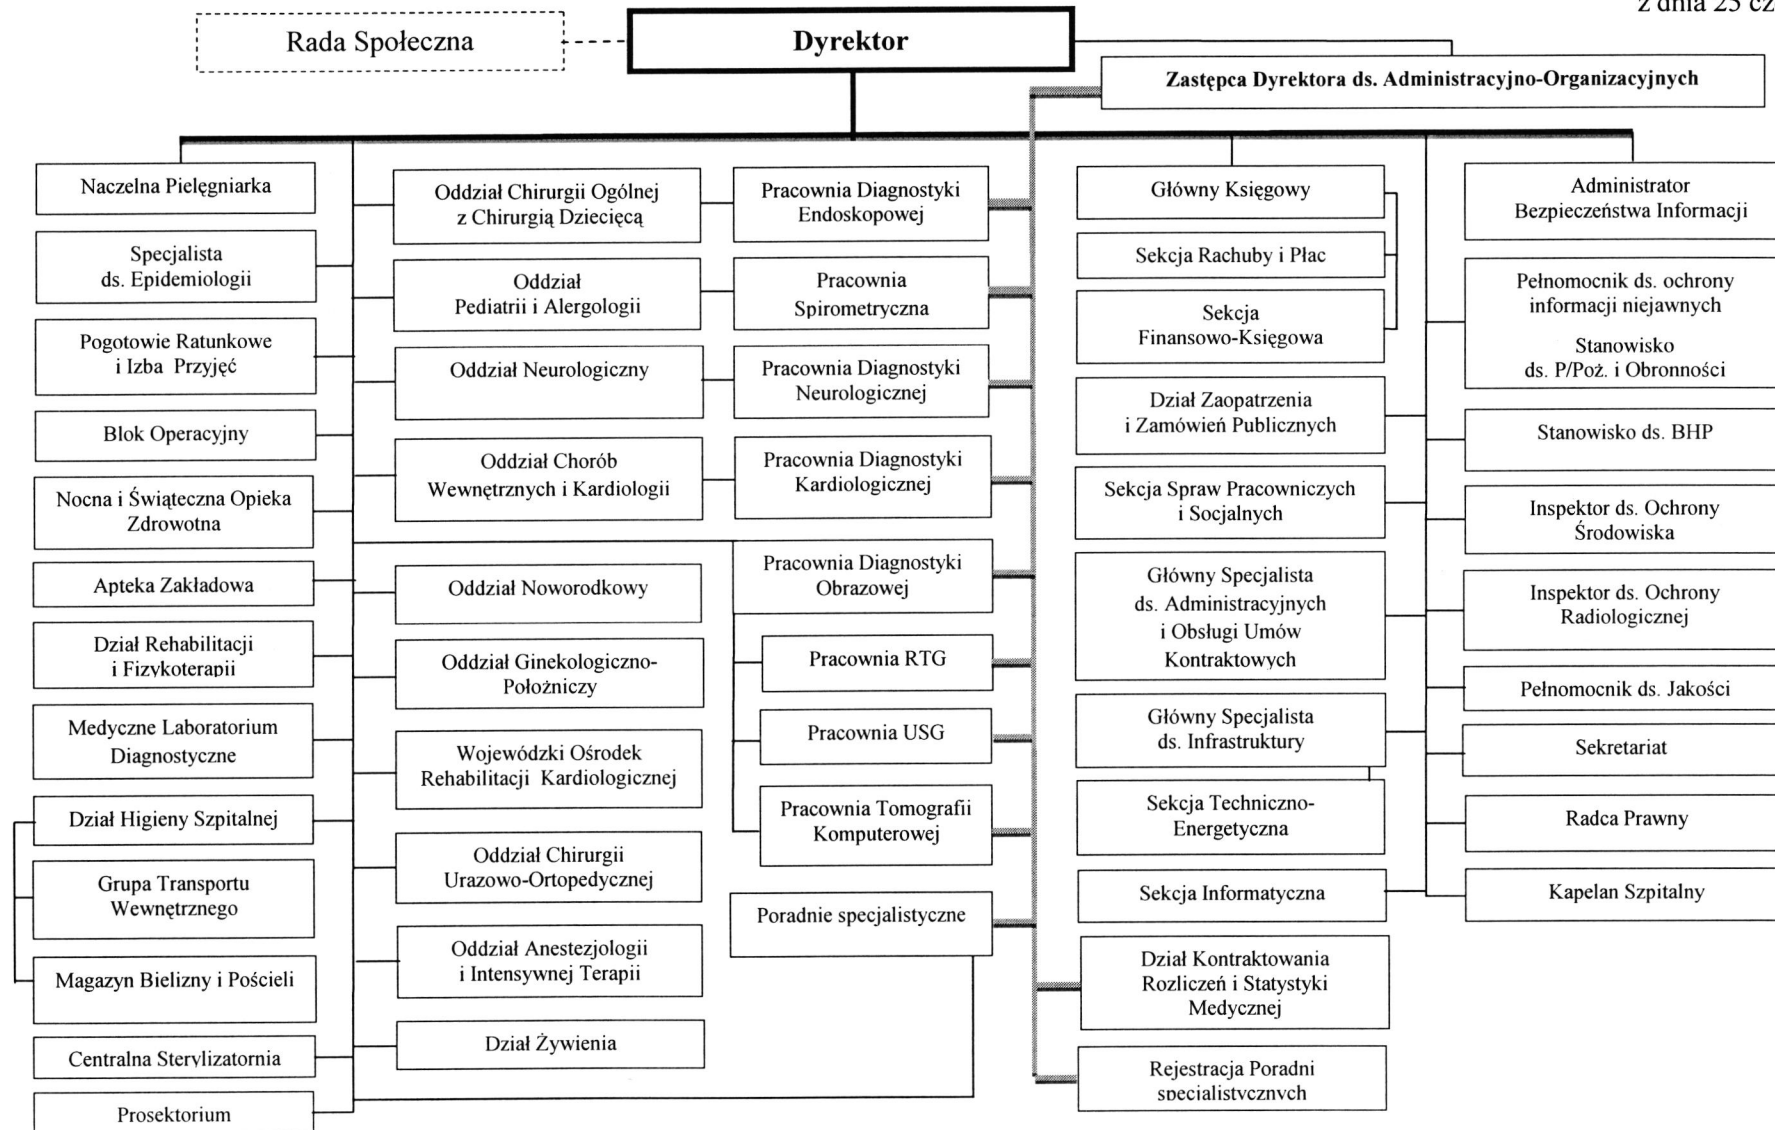 z dnia 25 cz
Rada Społeczna
Dyrektor
Zastępca Dyrektora ds. Administracyjno-Organizacyjnych
Naczelna Pielęgniarka
Specjalista
ds. Epidemiologii
Pogotowie Ratunkowe
i Izba Przyjęć
Blok Operacyjny
Nocna i Świąteczna Opieka
Zdrowotna
Apteka Zakładowa
Dział Rehabilitacji
i Fizykoterapii
Medyczne Laboratorium
Diagnostyczne
Dział Higieny Szpitalnej
Grupa Transportu
Wewnętrznego
Magazyn Bielizny i Pościeli
Centralna Sterylizatornia
Prosektorium
Oddział Chirurgii Ogólnej
z Chirurgią Dziecięcą
Oddział
Pediatrii i Alergologii
Oddział Neurologiczny
Oddział Chorób
Wewnętrznych i Kardiologii
Oddział Noworodkowy
Oddział Ginekologiczno-
Położniczy
Wojewódzki Ośrodek
Rehabilitacji Kardiologicznej
Oddział Chirurgii
Urazowo-Ortopedycznej
Oddział Anestezjologii
i Intensywnej Terapii
Dział Żywienia
Pracownia Diagnostyki
Endoskopowej
Pracownia
Spirometryczna
Pracownia Diagnostyki
Neurologicznej
Pracownia Diagnostyki
Kardiologicznej
Pracownia Diagnostyki
Obrazowej
Pracownia RTG
Pracownia USG
Pracownia Tomografii
Komputerowej
Poradnie specjalistyczne
Główny Księgowy
Sekcja Rachuby i Płac
Sekcja
Finansowo-Księgowa
Dział Zaopatrzenia
i Zamówień Publicznych
Sekcja Spraw Pracowniczych
i Socjalnych
Główny Specjalista
ds. Administracyjnych
i Obsługi Umów
Kontraktowych
Główny Specjalista
ds. Infrastruktury
Sekcja Techniczno-
Energetyczna
Sekcja Informatyczna
Dział Kontraktowania
Rozliczeń i Statystyki
Medycznej
Rejestracja Poradni
specjalistycznych
Administrator
Bezpieczeństwa Informacji
Pełnomocnik ds. ochrony
informacji niejawnych
Stanowisko
ds. P/Poż. i Obronności
Stanowisko ds. BHP
Inspektor ds. Ochrony
Środowiska
Inspektor ds. Ochrony
Radiologicznej
Pełnomocnik ds. Jakości
Sekretariat
Radca Prawny
Kapelan Szpitalny